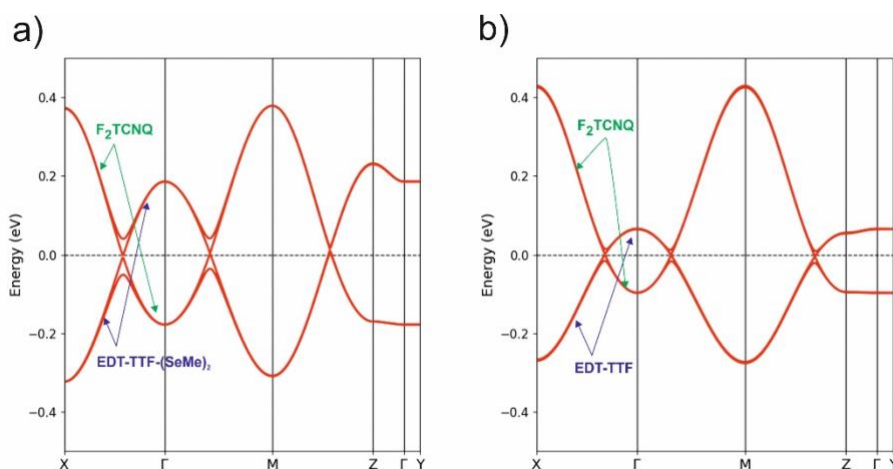 a)
Energy (eV)
0.4
0.2
0.0
−0.2
−0.4
F₂TCNQ
EDT-TTF-(SeMe)₂
X Γ M Z Γ Y
b)
Energy (eV)
0.4
0.2
0.0
−0.2
−0.4
F₂TCNQ
EDT-TTF
X Γ M Z Γ Y